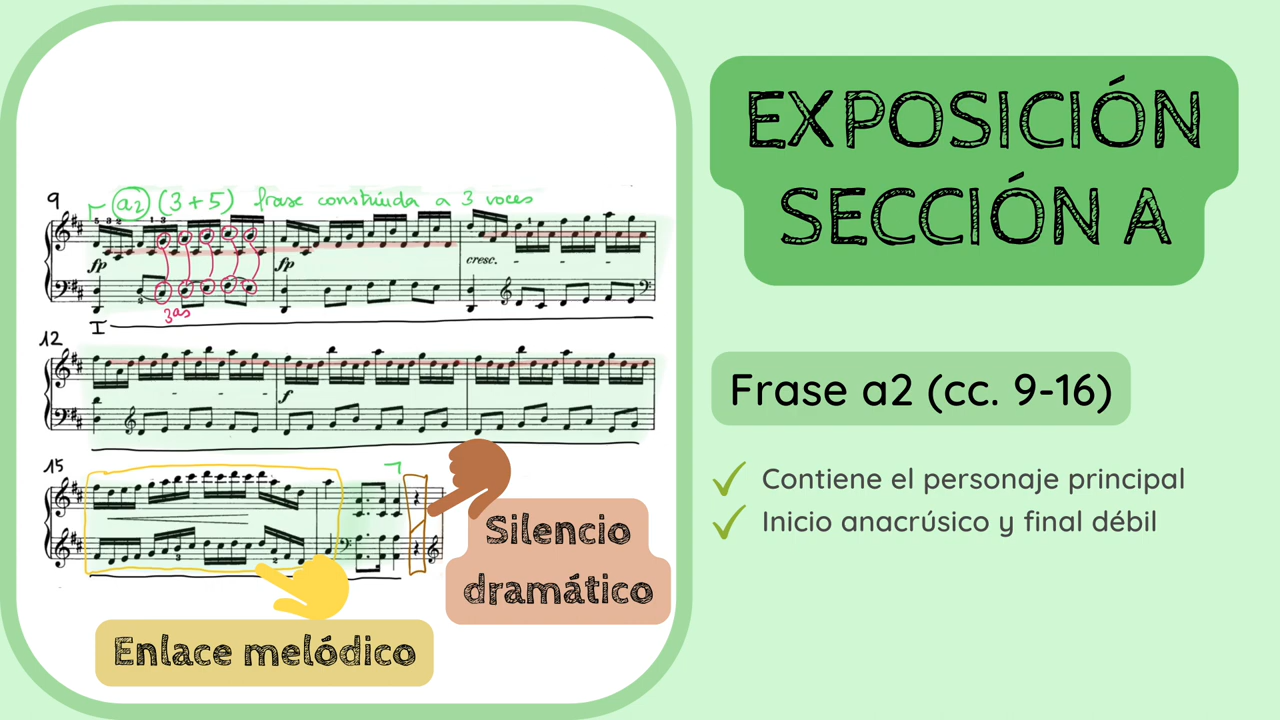 EXPOSICIÓN
SECCIÓN A
Frase a2 (cc. 9-16)
Contiene el personaje principal
Inicio anacrúsico y final débil
9
a2 (3+5) frase construida a 3 voces
fp
fp
cresc. - - -
3as
I
12
f
15
Silencio
dramático
Enlace melódico